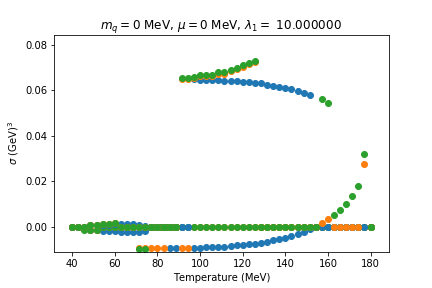 $m_q = 0$ MeV, $\mu = 0$ MeV, $\lambda_1 =$ 10.000000
0.08
0.06
0.04
0.02
0.00
σ (GeV)³
40 60 80 100 120 140 160 180
Temperature (MeV)